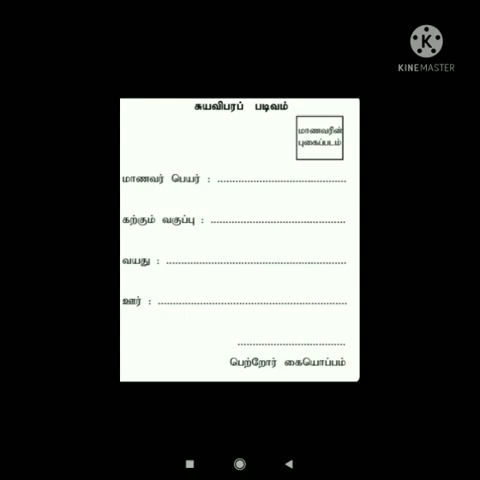 KINEMASTER
சுயவிபரப் படிவம்
மாணவரின்
புகைப்படம்
மாணவர் பெயர் : ............................................
கற்கும் வகுப்பு : ..............................................
வயது : ..............................................................
ஊர் : .................................................................
.....................................
பெற்றோர் கையொப்பம்